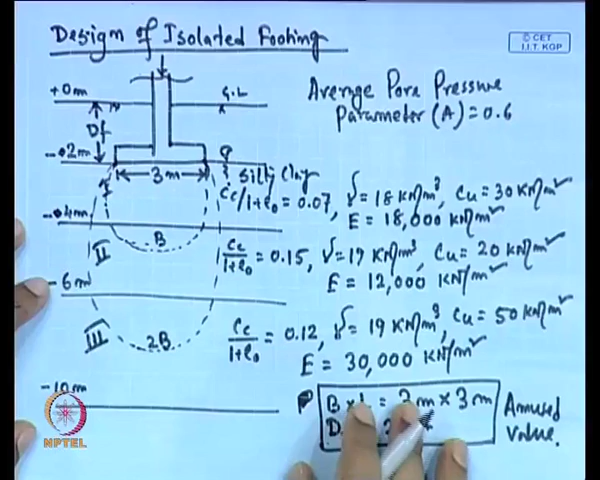 Design of Isolated Footing
© CET
I.I.T. KGP
+0m
G.L
Average Pore Pressure
Parameter (A) = 0.6
Df
-02m
3m
Silty Clay
I
Cc/1+e0 = 0.07, γ = 18 KN/m³, Cu = 30 KN/m²
E = 18,000 KN/m²
-04m
B
II
Cc/1+e0 = 0.15, γ = 19 KN/m³, Cu = 20 KN/m²
E = 12,000 KN/m²
-6m
III
2B
Cc/1+e0 = 0.12, γ = 19 KN/m³, Cu = 50 KN/m²
E = 30,000 KN/m²
-10m
B × = 3m × 3m
Assumed
Value.
NPTEL